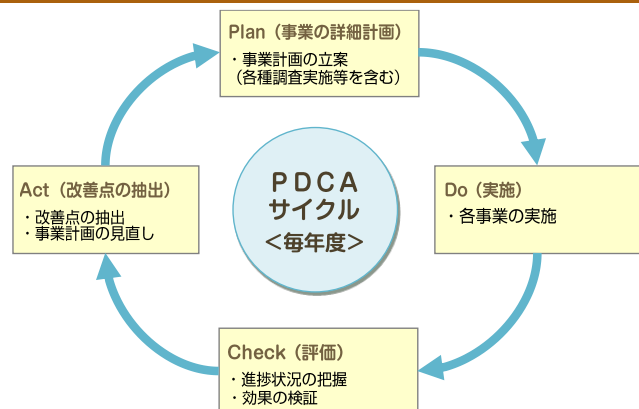 Plan（事業の詳細計画）
・事業計画の立案
（各種調査実施等を含む）
Act（改善点の抽出）
・改善点の抽出
・事業計画の見直し
PDCA
サイクル
＜毎年度＞
Do（実施）
・各事業の実施
Check（評価）
・進捗状況の把握
・効果の検証